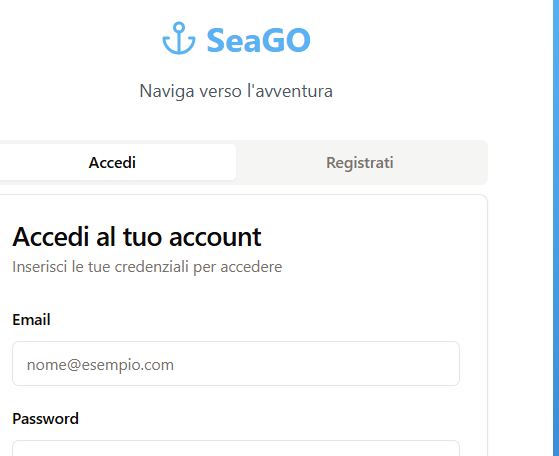 SeaGO
Naviga verso l'avventura
Accedi
Registrati
Accedi al tuo account
Inserisci le tue credenziali per accedere
Email
nome@esempio.com
Password